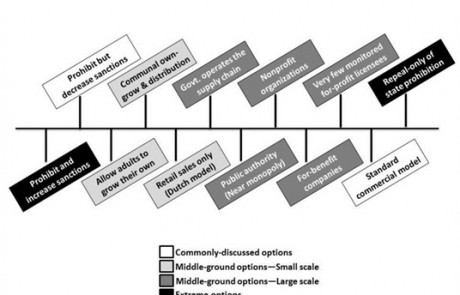 Prohibit but
decrease sanctions
Communal own-
grow & distribution
Govt. operates the
supply chain
Nonprofit
organizations
Very few monitored
for-profit licensees
Repeal-only of
state prohibition
Prohibit and
increase sanctions
Allow adults to
grow their own
Retail sales only
(Dutch model)
Public authority
(Near monopoly)
For-benefit
companies
Standard
commercial model
Commonly-discussed options
Middle-ground options—Small scale
Middle-ground options—Large scale
Extreme options